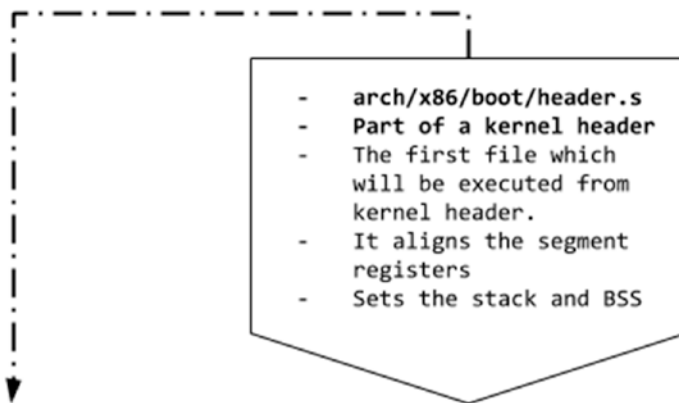 - arch/x86/boot/header.s
- Part of a kernel header
- The first file which
will be executed from
kernel header.
- It aligns the segment
registers
- Sets the stack and BSS